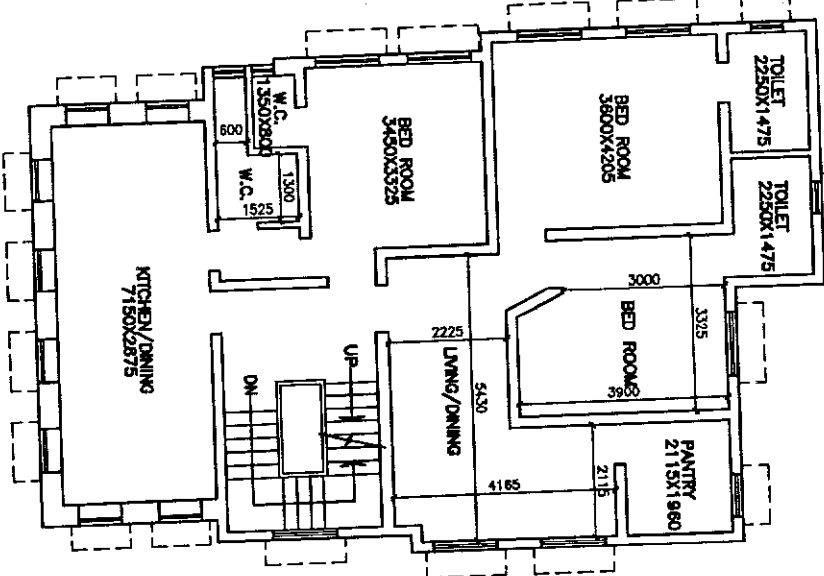 TOILET
2250X1475
BED ROOM
3600X4205
TOILET
2250X1475
W.C.
1350X800
BED ROOM
3450X3325
600
W.C.
1300
1525
3000
3325
BED ROOM
3900
KITCHEN/DINING
7150X2875
2225
UP
LIVING/DINING
5430
DN
4165
2115
PANTRY
2115X1960